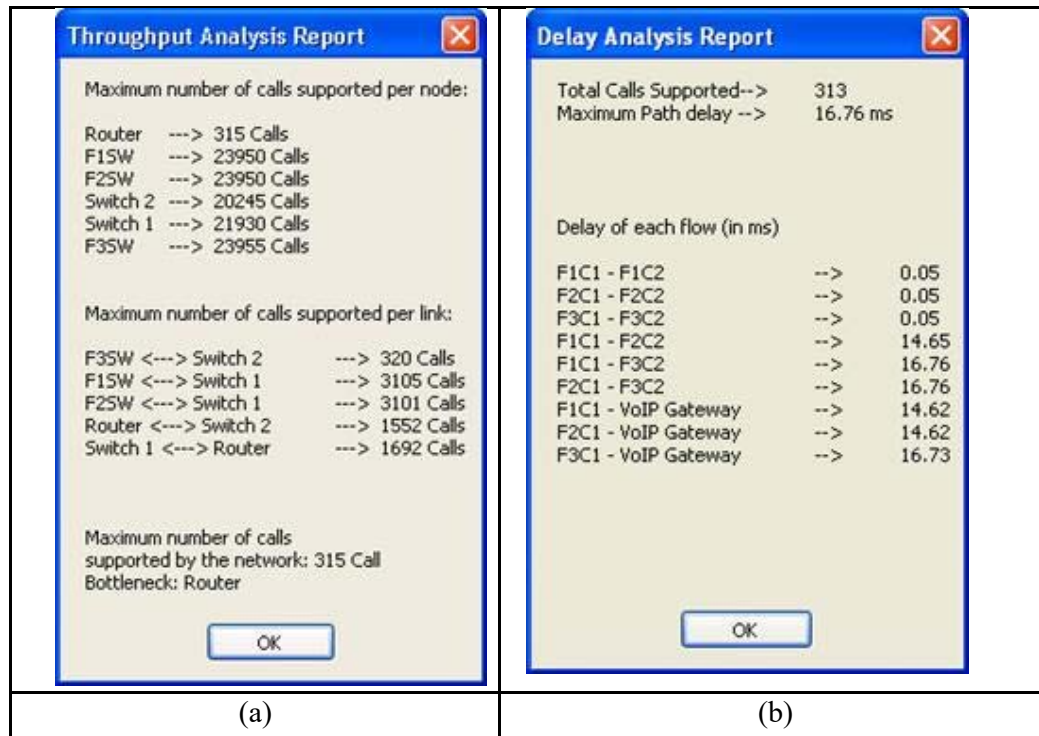 Throughput Analysis Report
Maximum number of calls supported per node:
Router ---> 315 Calls
F1SW ---> 23950 Calls
F2SW ---> 23950 Calls
Switch 2 ---> 20245 Calls
Switch 1 ---> 21930 Calls
F3SW ---> 23955 Calls
Maximum number of calls supported per link:
F3SW <---> Switch 2 ---> 320 Calls
F1SW <---> Switch 1 ---> 3105 Calls
F2SW <---> Switch 1 ---> 3101 Calls
Router <---> Switch 2 ---> 1552 Calls
Switch 1 <---> Router ---> 1692 Calls
Maximum number of calls
supported by the network: 315 Call
Bottleneck: Router
OK
(a)
Delay Analysis Report
Total Calls Supported--> 313
Maximum Path delay --> 16.76 ms
Delay of each flow (in ms)
F1C1 - F1C2 --> 0.05
F2C1 - F2C2 --> 0.05
F3C1 - F3C2 --> 0.05
F1C1 - F2C2 --> 14.65
F1C1 - F3C2 --> 16.76
F2C1 - F3C2 --> 16.76
F1C1 - VoIP Gateway --> 14.62
F2C1 - VoIP Gateway --> 14.62
F3C1 - VoIP Gateway --> 16.73
OK
(b)